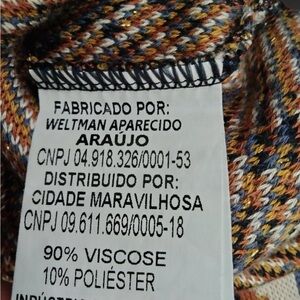 FABRICADO POR:
WELTMAN APARECIDO
ARAÚJO
CNPJ 04.918.326/0001-53
DISTRIBUIDO POR:
CIDADE MARAVILHOSA
CNPJ 09.611.669/0005-18
90% VISCOSE
10% POLIÉSTER